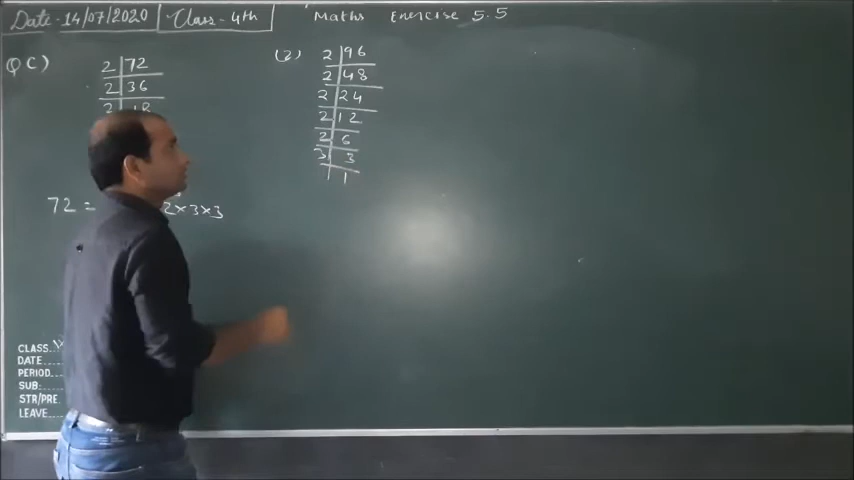 Date- 14/07/2020 Class- 4th Maths Exercise 5.5
Q C)
2 | 72
2 | 36
2 | 18
72 = 2×3×3
(2)
2 | 96
2 | 48
2 | 24
2 | 12
2 | 6
3 | 3
| 1
CLASS...
DATE...
PERIOD...
SUB:...
STR/PRE.
LEAVE...